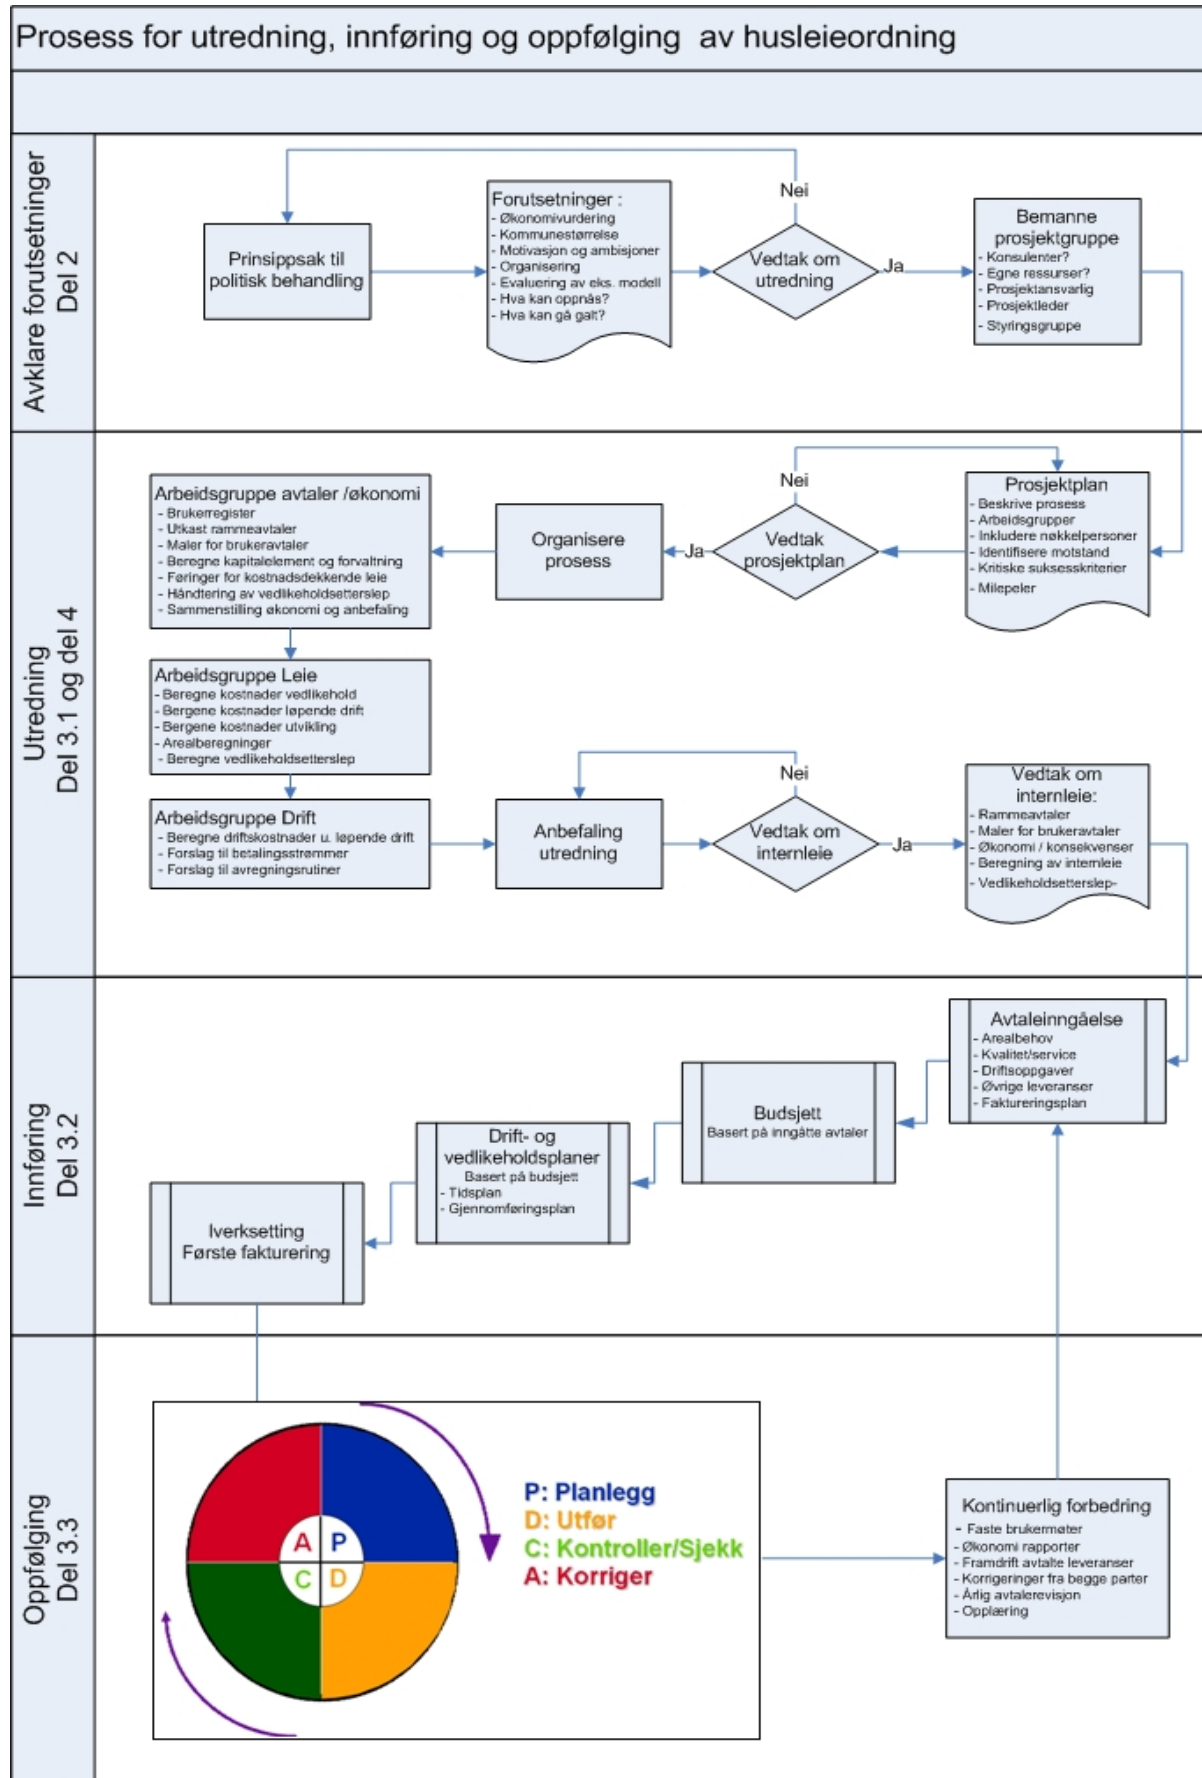 Prosess for utredning, innføring og oppfølging av husleieordning
Avklare forutsetninger
Del 2
Prinsippsak til
politisk behandling
Forutsetninger :
- Økonomivurdering
- Kommunestørrelse
- Motivasjon og ambisjoner
- Organisering
- Evaluering av eks. modell
- Hva kan oppnås?
- Hva kan gå galt?
Nei
Vedtak om
utredning
Ja
Bemanne
prosjektgruppe
- Konsulenter?
- Egne ressurser?
- Prosjektansvarlig
- Prosjektleder
- Styringsgruppe
Utredning
Del 3.1 og del 4
Prosjektplan
- Beskrive prosess
- Arbeidsgrupper
- Inkludere nøkkelpersoner
- Identifisere motstand
- Kritiske suksesskriterier
- Milepeler
Nei
Vedtak
prosjektplan
Ja
Organisere
prosess
Arbeidsgruppe avtaler /økonomi
- Brukerregister
- Utkast rammeavtaler
- Maler for brukeravtaler
- Beregne kapitalelement og forvaltning
- Føringer for kostnadsdekkende leie
- Håndtering av vedlikeholdsetterslep
- Sammenstilling økonomi og anbefaling
Arbeidsgruppe Leie
- Beregne kostnader vedlikehold
- Bergene kostnader løpende drift
- Bergene kostnader utvikling
- Arealberegninger
- Beregne vedlikeholdsetterslep
Arbeidsgruppe Drift
- Beregne driftskostnader u. løpende drift
- Forslag til betalingsstrømmer
- Forslag til avregningsrutiner
Anbefaling
utredning
Nei
Vedtak om
internleie
Ja
Vedtak om
internleie:
- Rammeavtaler
- Maler for brukeravtaler
- Økonomi / konsekvenser
- Beregning av internleie
- Vedlikeholdsetterslep-
Innføring
Del 3.2
Avtaleinngåelse
- Arealbehov
- Kvalitet/service
- Driftsoppgaver
- Øvrige leveranser
- Faktureringsplan
Budsjett
Basert på inngåtte avtaler
Drift- og
vedlikeholdsplaner
Basert på budsjett
- Tidsplan
- Gjennomføringsplan
Iverksetting
Første fakturering
Oppfølging
Del 3.3
A P
C D
P: Planlegg
D: Utfør
C: Kontroller/Sjekk
A: Korriger
Kontinuerlig forbedring
- Faste brukermøter
- Økonomi rapporter
- Framdrift avtalte leveranser
- Korrigeringer fra begge parter
- Årlig avtalerevisjon
- Opplæring